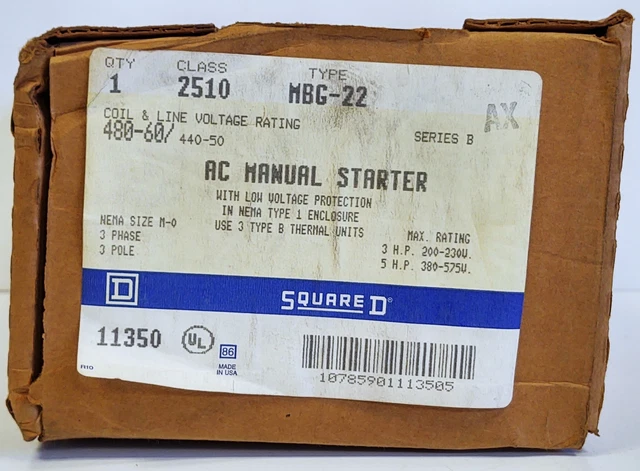 QTY CLASS TYPE
1 2510 MBG-22
COIL & LINE VOLTAGE RATING
480-60/ 440-50
SERIES B
AX
AC MANUAL STARTER
WITH LOW VOLTAGE PROTECTION
IN NEMA TYPE 1 ENCLOSURE
USE 3 TYPE B THERMAL UNITS
NEMA SIZE M-0
3 PHASE
3 POLE
MAX. RATING
3 H.P. 200-230V.
5 H.P. 380-575V.
D
SQUARE D®
11350
UL
86
MADE
IN USA
10785901113505